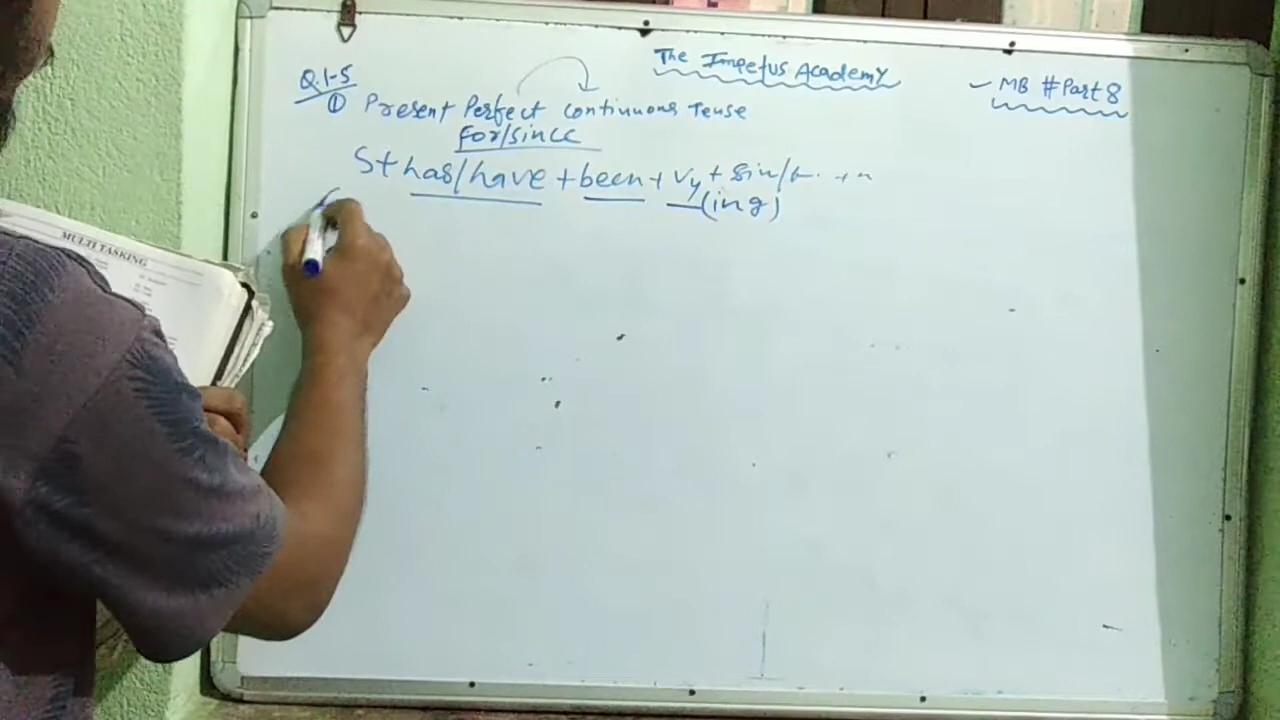 The Impetus Academy
MB #Part 8
Q.1-5
① Present Perfect Continuous Tense
For/Since
S+ has/have + been + V4 + sin/f.
(ing)
MULTI TASKING